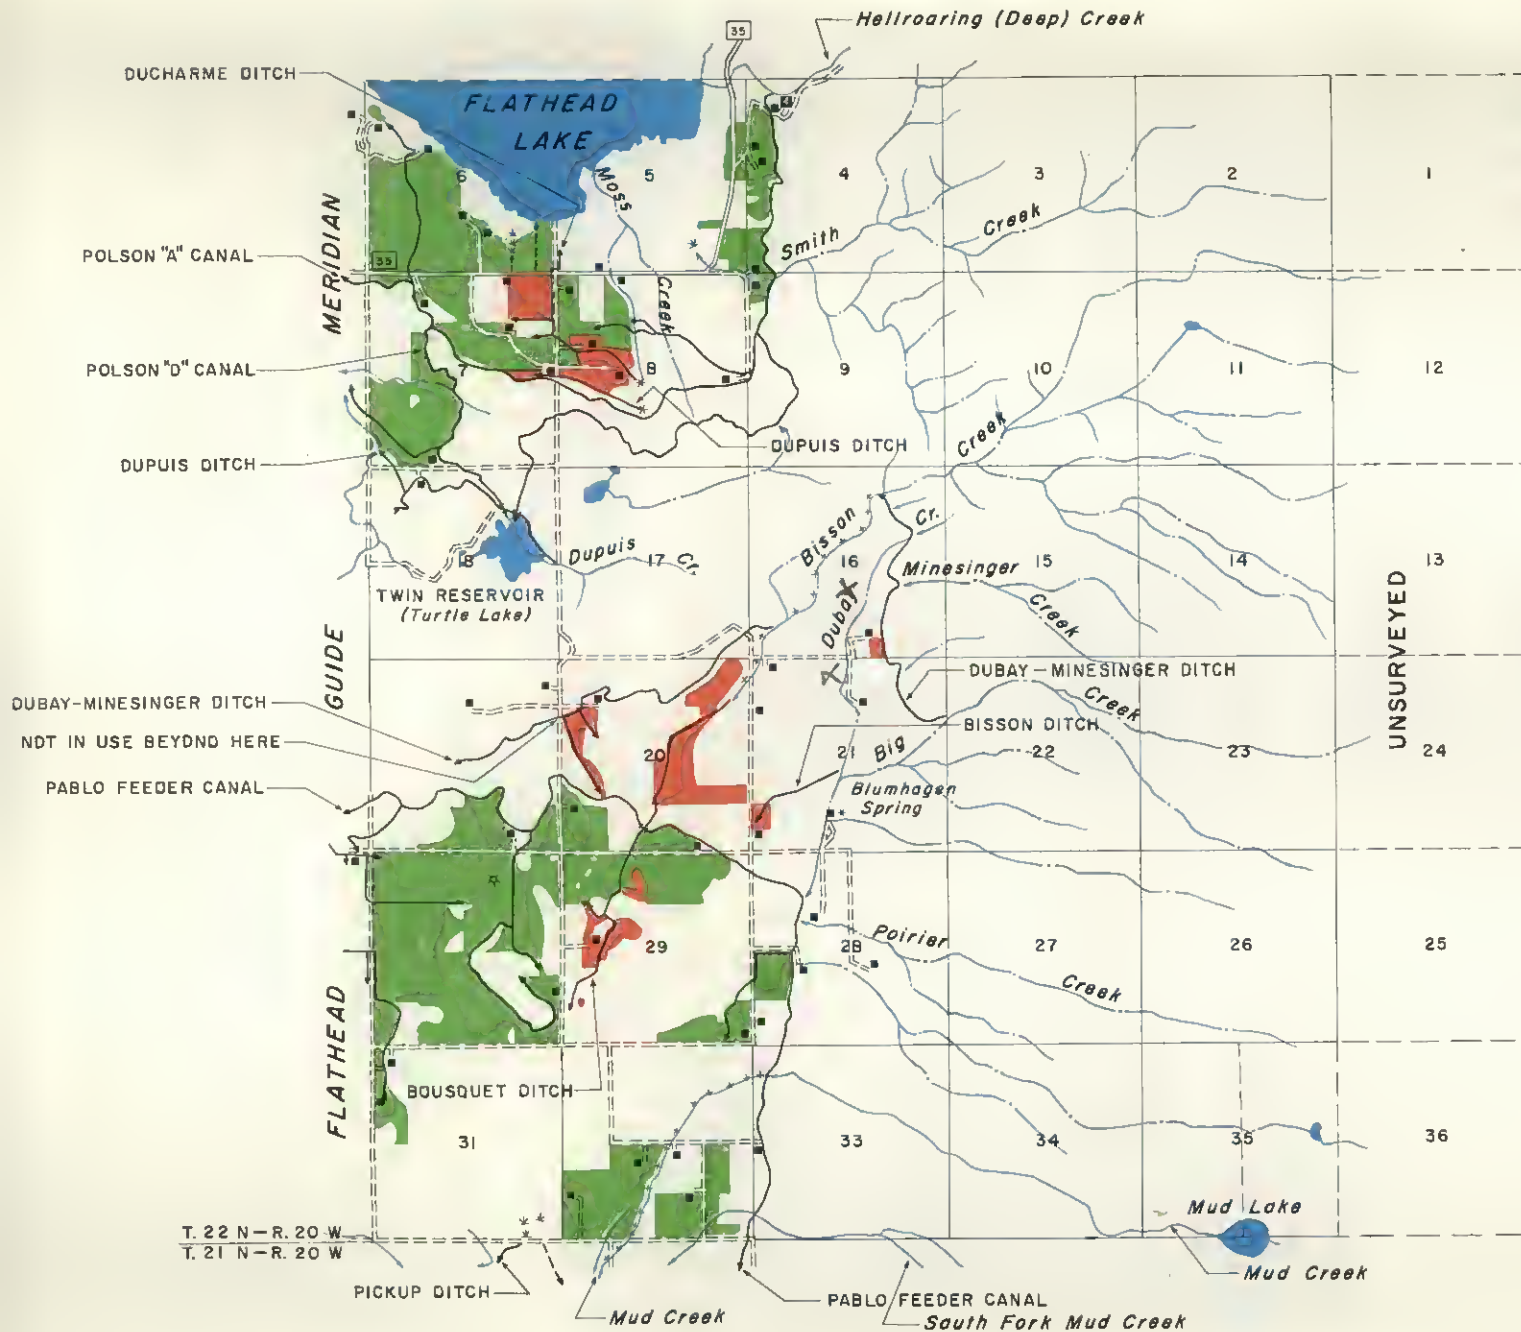 Hellroaring (Deep) Creek
35
DUCHARME DITCH
FLATHEAD
LAKE
4
6
5
4
3
2
1
Moss
Creek
Smith
Creek
POLSON "A" CANAL
35
MERIDIAN
POLSON "D" CANAL
7
8
9
10
11
12
Creek
DUPUIS DITCH
DUPUIS DITCH
Bisson
Cr.
18
Dupuis
17
Cr.
16
Minesinger
15
14
13
TWIN RESERVOIR
(Turtle Lake)
Dubay
Creek
UNSURVEYED
GUIDE
DUBAY-MINESINGER DITCH
DUBAY-MINESINGER DITCH
Creek
BISSON DITCH
NOT IN USE BEYOND HERE
20
21
Big
22
23
24
PABLO FEEDER CANAL
Blumhagen
Spring
Poirier
29
28
27
26
25
Creek
FLATHEAD
BOUSQUET DITCH
31
33
34
35
36
Mud Lake
T. 22 N-R. 20 W
T. 21 N-R. 20 W
PICKUP DITCH
Mud Creek
PABLO FEEDER CANAL
Mud Creek
South Fork Mud Creek